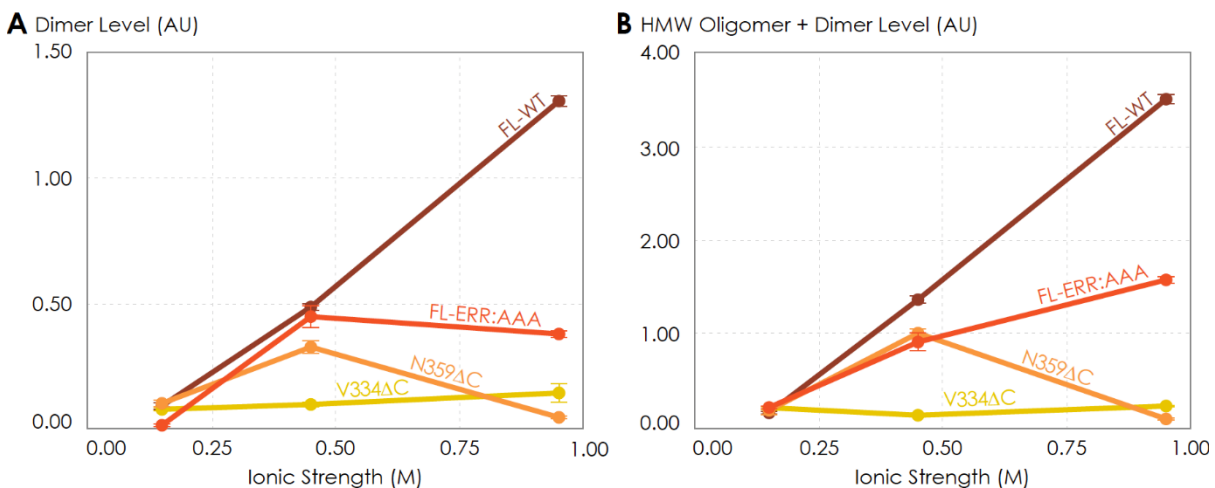 A Dimer Level (AU)
1.50
1.00
0.50
0.00
0.00 0.25 0.50 0.75 1.00
Ionic Strength (M)
FL-WT
FL-ERR:AAA
N359ΔC
V334ΔC
B HMW Oligomer + Dimer Level (AU)
4.00
3.00
2.00
1.00
0.00
0.00 0.25 0.50 0.75 1.00
Ionic Strength (M)
FL-WT
FL-ERR:AAA
N359ΔC
V334ΔC